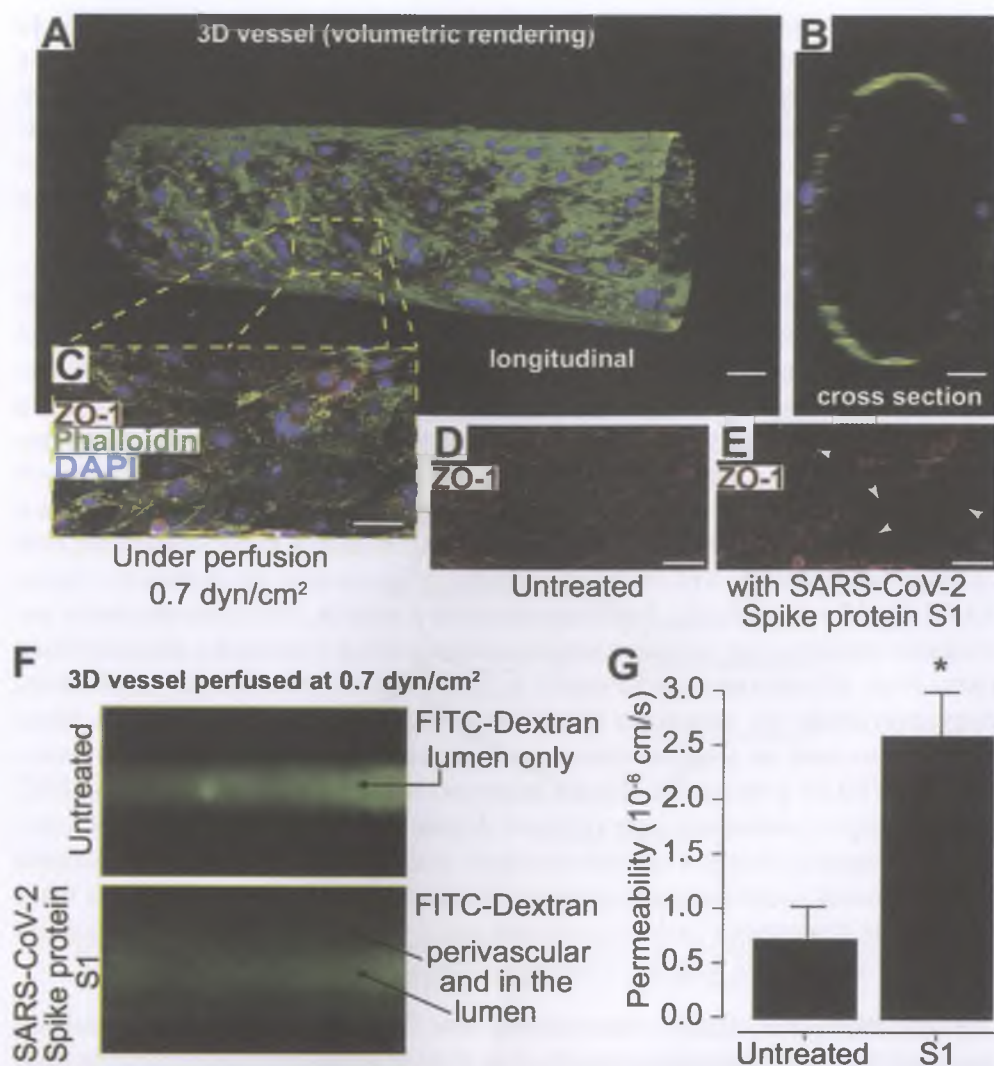 A
3D vessel (volumetric rendering)
longitudinal
B
cross section
C
ZO-1
Phalloidin
DAPI
Under perfusion
0.7 dyn/cm²
D
ZO-1
Untreated
E
ZO-1
with SARS-CoV-2
Spike protein S1
F
3D vessel perfused at 0.7 dyn/cm²
Untreated
FITC-Dextran
lumen only
SARS-CoV-2
Spike protein
S1
FITC-Dextran
perivascular
and in the
lumen
G
*
Permeability (10⁻⁶ cm/s)
3.0
2.5
2.0
1.5
1.0
0.5
0.0
Untreated
S1